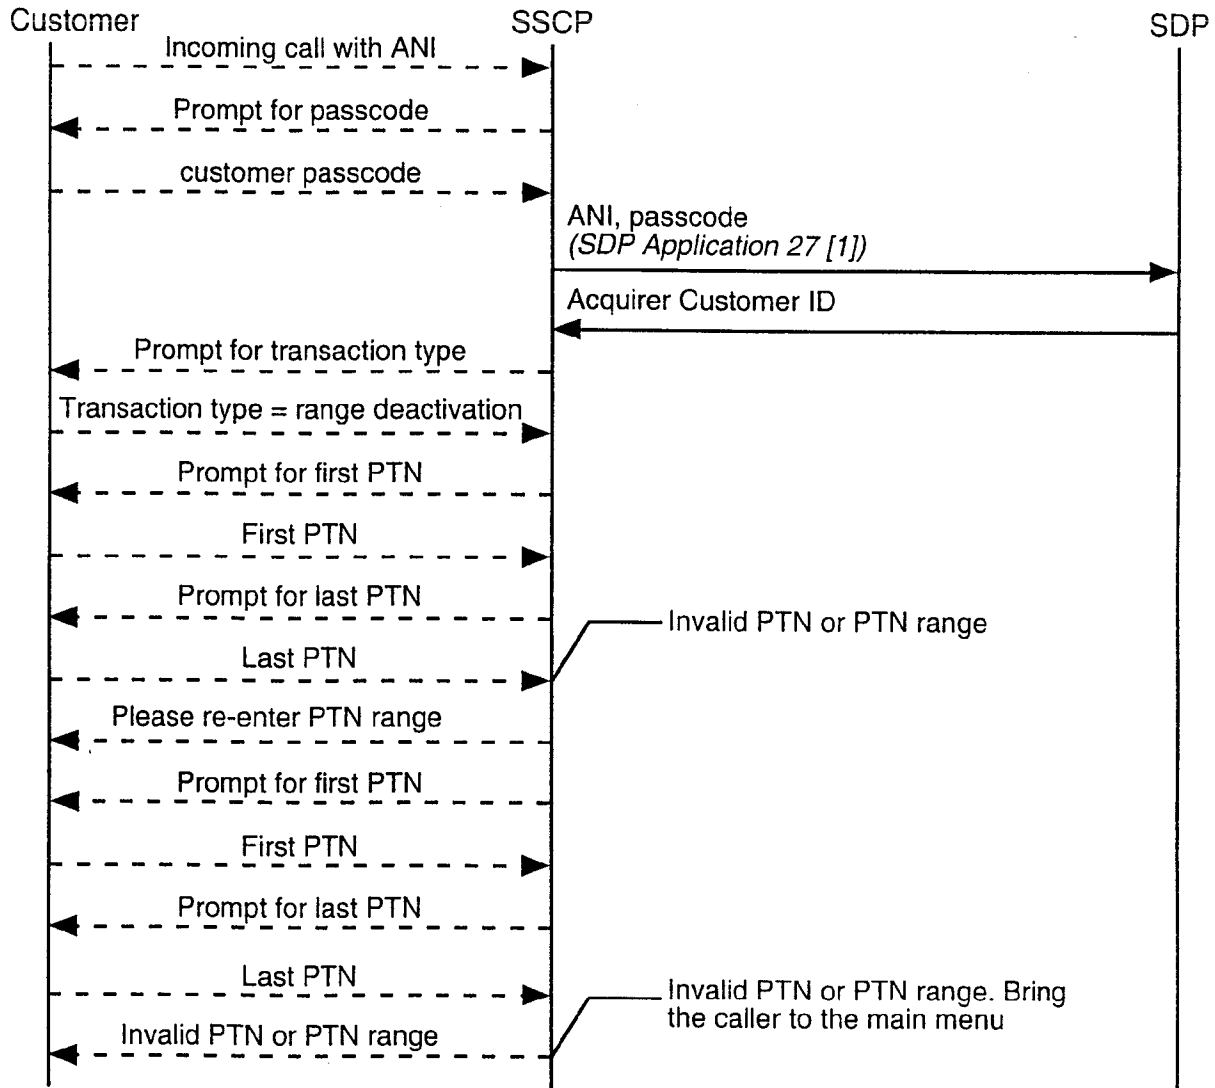 Customer
SSCP
SDP
Incoming call with ANI
Prompt for passcode
customer passcode
ANI, passcode
(SDP Application 27 [1])
Acquirer Customer ID
Prompt for transaction type
Transaction type = range deactivation
Prompt for first PTN
First PTN
Prompt for last PTN
Invalid PTN or PTN range
Last PTN
Please re-enter PTN range
Prompt for first PTN
First PTN
Prompt for last PTN
Last PTN
Invalid PTN or PTN range. Bring
the caller to the main menu
Invalid PTN or PTN range